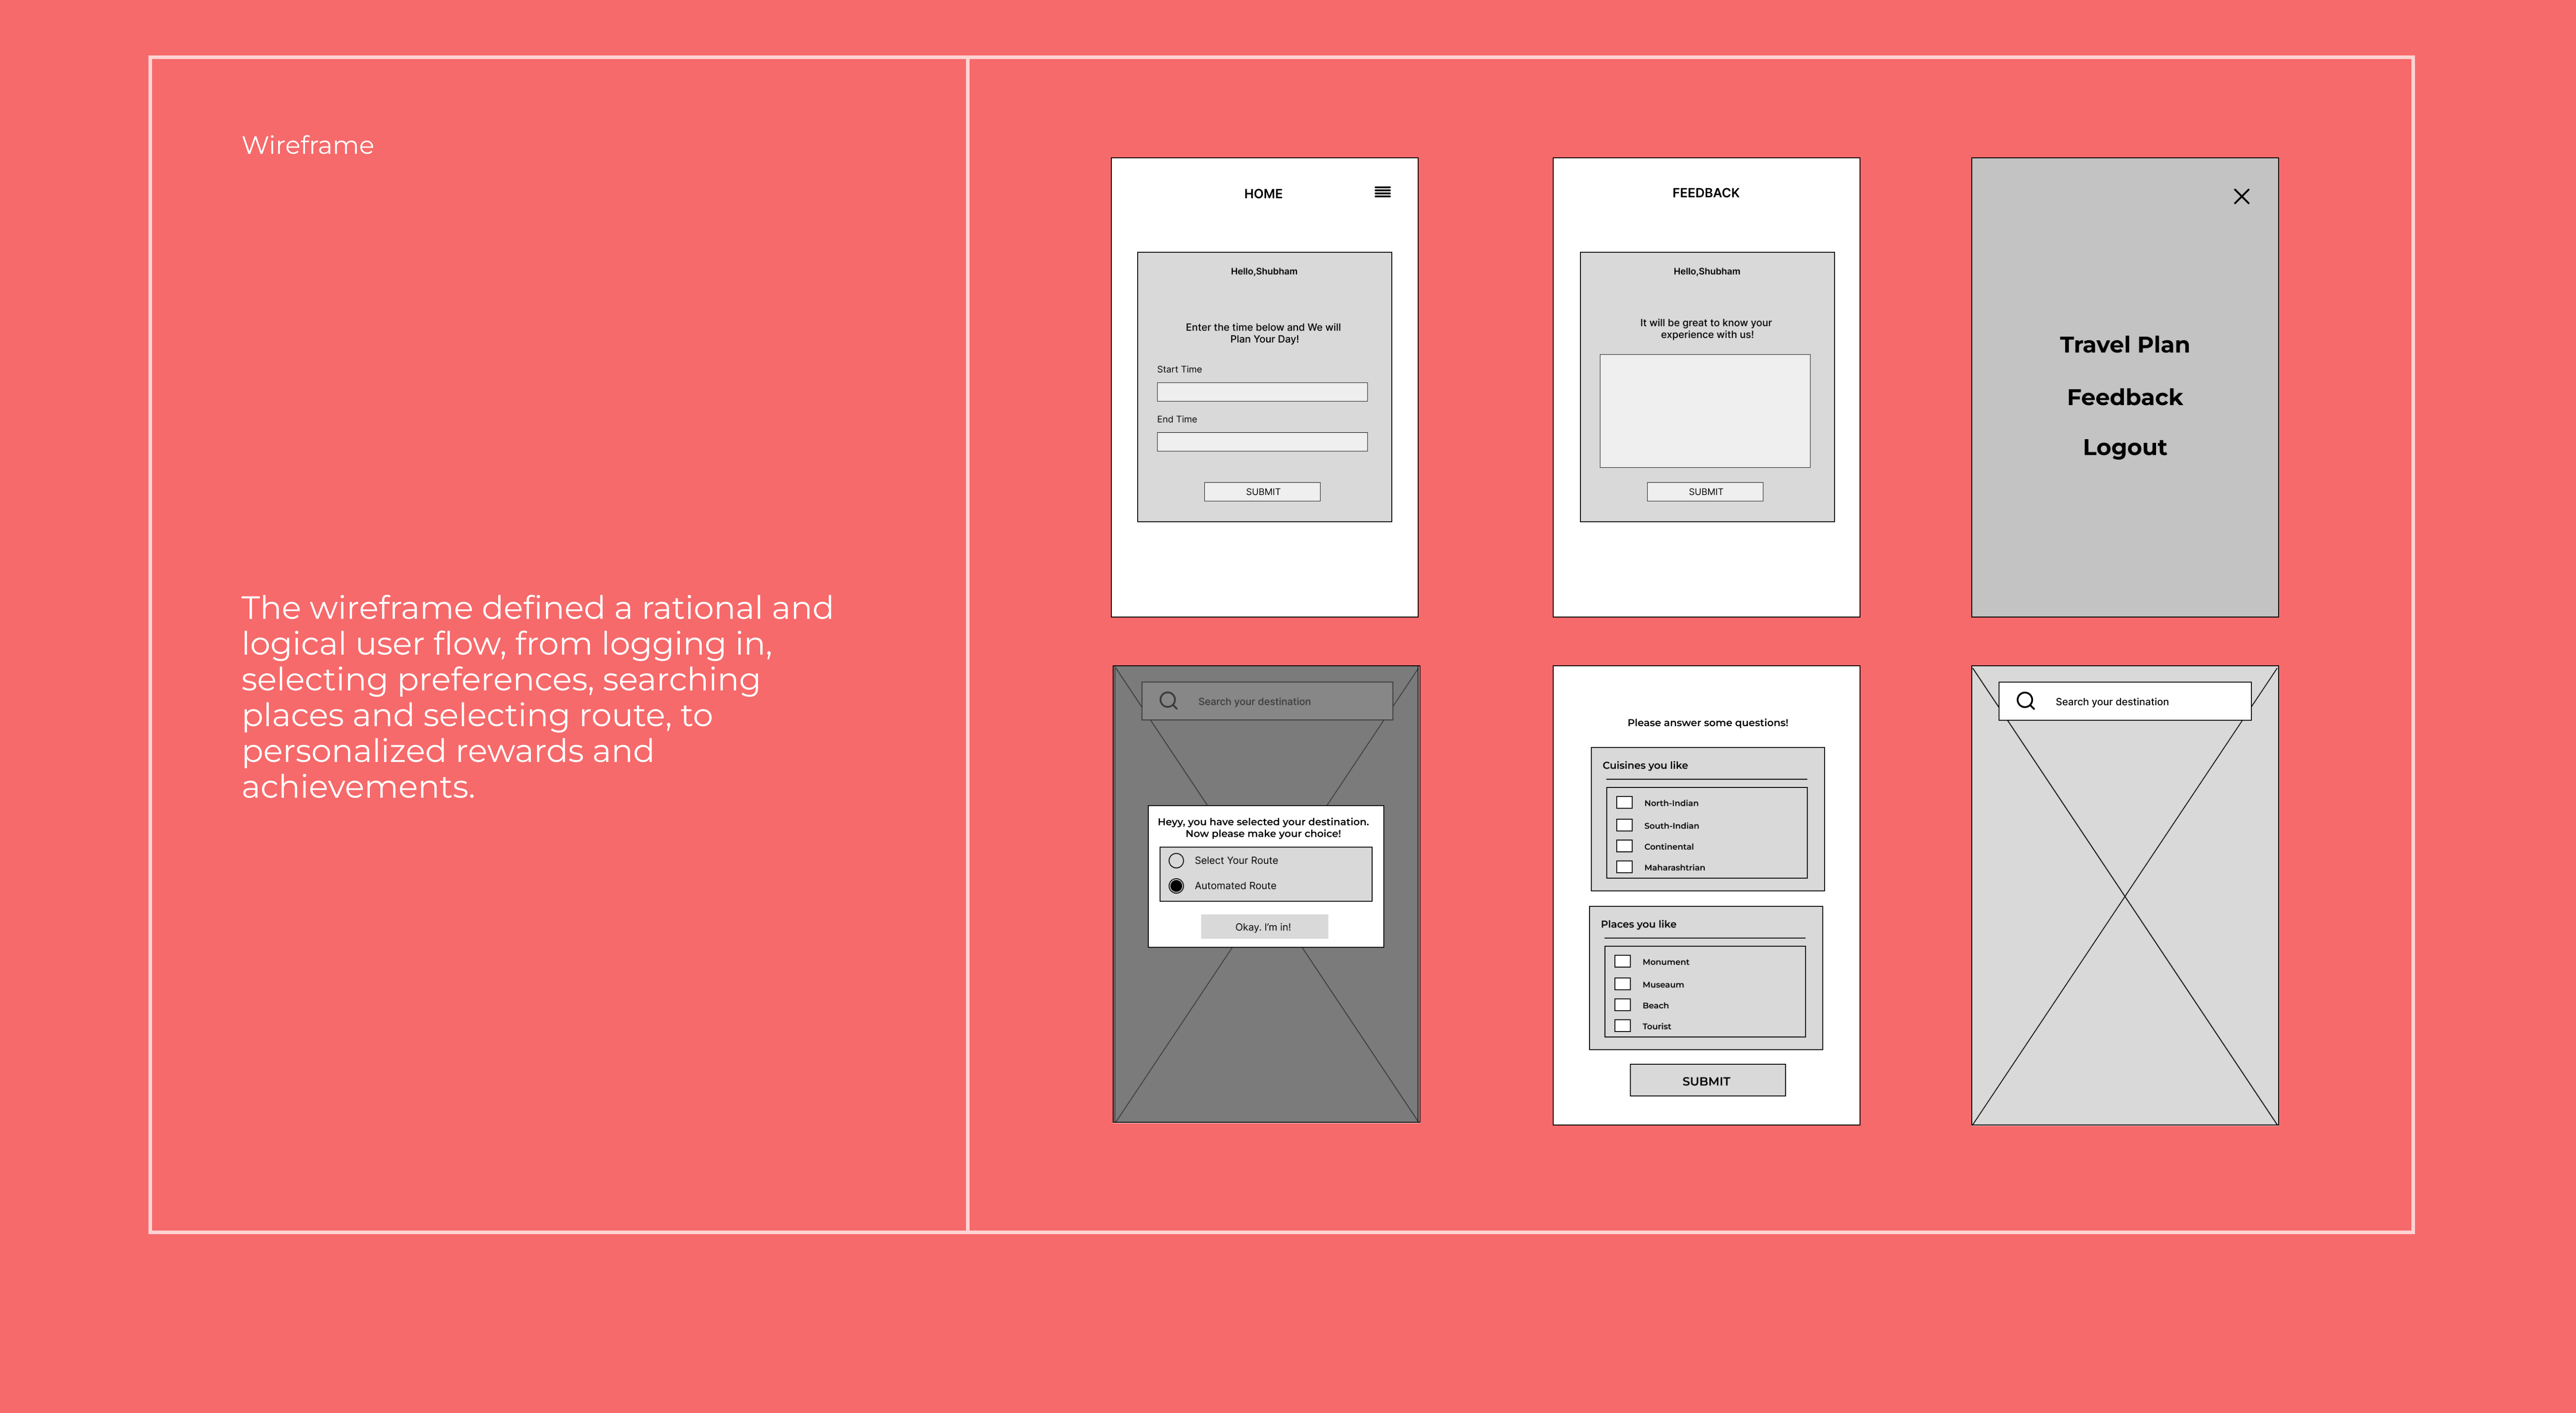 Wireframe
The wireframe defined a rational and
logical user flow, from logging in,
selecting preferences, searching
places and selecting route, to
personalized rewards and
achievements.
HOME
Hello,Shubham
Enter the time below and We will
Plan Your Day!
Start Time
End Time
SUBMIT
FEEDBACK
Hello,Shubham
It will be great to know your
experience with us!
SUBMIT
Travel Plan
Feedback
Logout
Search your destination
Heyy, you have selected your destination.
Now please make your choice!
Select Your Route
Automated Route
Okay. I'm in!
Please answer some questions!
Cuisines you like
North-Indian
South-Indian
Continental
Maharashtrian
Places you like
Monument
Museaum
Beach
Tourist
SUBMIT
Search your destination